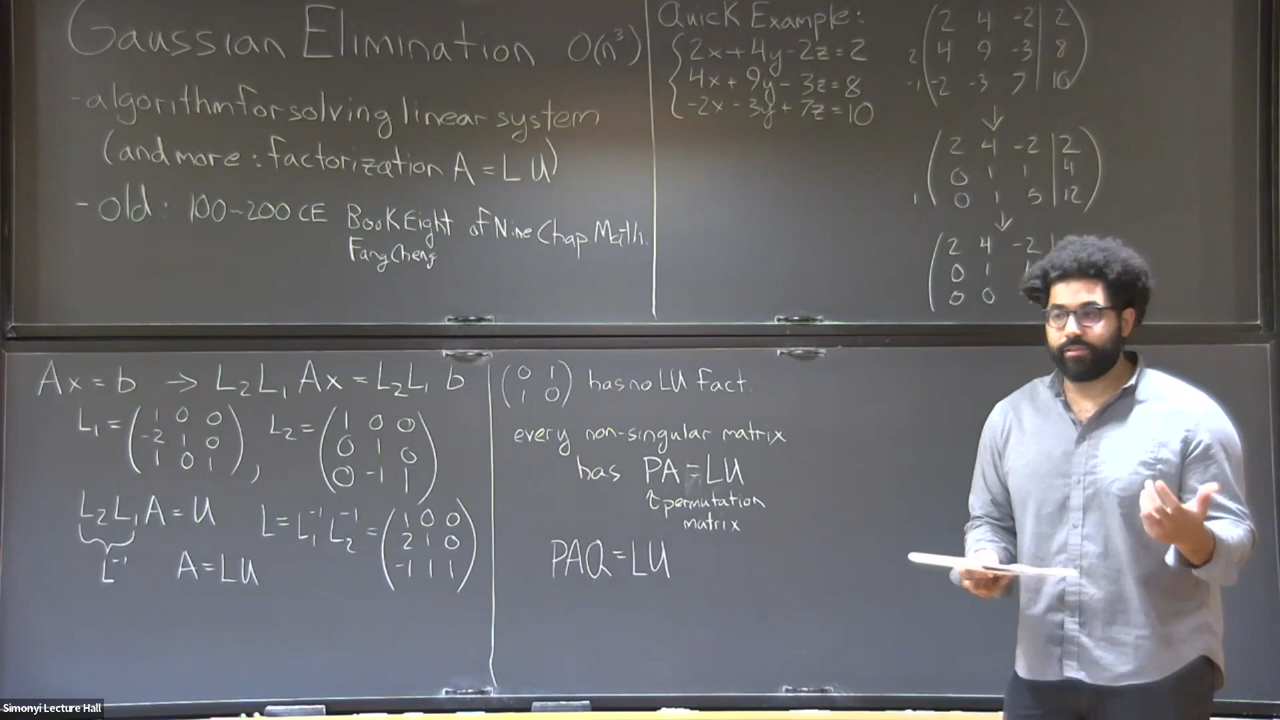 Gaussian Elimination O(n³)
- algorithm for solving linear system
(and more: factorization A = LU)
- old: 100-200 CE Book Eight of Nine Chap Math.
Fang Cheng
Quick Example:
2x+4y-2z=2
4x+9y-3z=8
-2x-3y+7z=10
2 4 -2 | 2
2 4 9 -3 | 8
-1 -2 -3 7 | 10
↓
2 4 -2 | 2
0 1 1 | 4
1 0 1 5 | 12
↓
2 4 -2
0 1
0 0
Ax = b → L₂L₁Ax = L₂L₁b
L₁ = (1 0 0
-2 1 0
1 0 1),
L₂ = (1 0 0
0 1 0
0 -1 1)
L₂L₁A = U
L⁻¹
A = LU
L = L₁⁻¹L₂⁻¹ = (1 0 0
2 1 0
-1 1 1)
(0 1
1 0) has no LU fact.
every non-singular matrix
has PA = LU
↑ permutation
matrix
PAQ = LU
Simonyi Lecture Hall